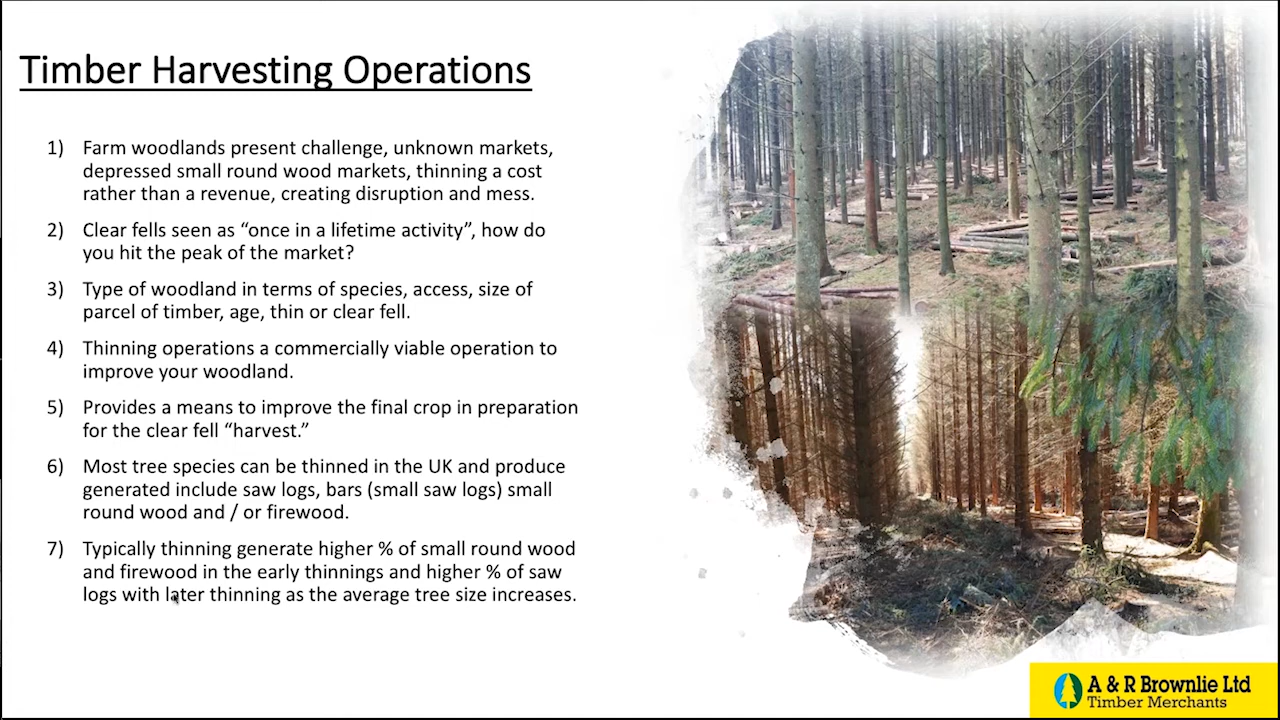 Timber Harvesting Operations
1) Farm woodlands present challenge, unknown markets,
depressed small round wood markets, thinning a cost
rather than a revenue, creating disruption and mess.
2) Clear fells seen as “once in a lifetime activity”, how do
you hit the peak of the market?
3) Type of woodland in terms of species, access, size of
parcel of timber, age, thin or clear fell.
4) Thinning operations a commercially viable operation to
improve your woodland.
5) Provides a means to improve the final crop in preparation
for the clear fell “harvest.”
6) Most tree species can be thinned in the UK and produce
generated include saw logs, bars (small saw logs) small
round wood and / or firewood.
7) Typically thinning generate higher % of small round wood
and firewood in the early thinnings and higher % of saw
logs with later thinning as the average tree size increases.
A & R Brownlie Ltd
Timber Merchants